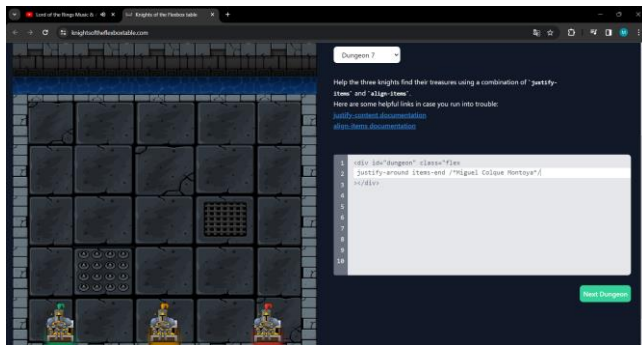 Lord of the Rings Music &
Knights of the Flexbox table
knightsoftheflexboxtable.com
Dungeon 7
Help the three knights find their treasures using a combination of `justify-
items` and `align-items`.
Here are some helpful links in case you run into trouble:
justify-content documentation
align-items documentation
1 <div id="dungeon" class="flex
2 justify-around items-end /*Miguel Colque Montoya*/
3 ></div>
4
5
6
7
8
9
10
Next Dungeon